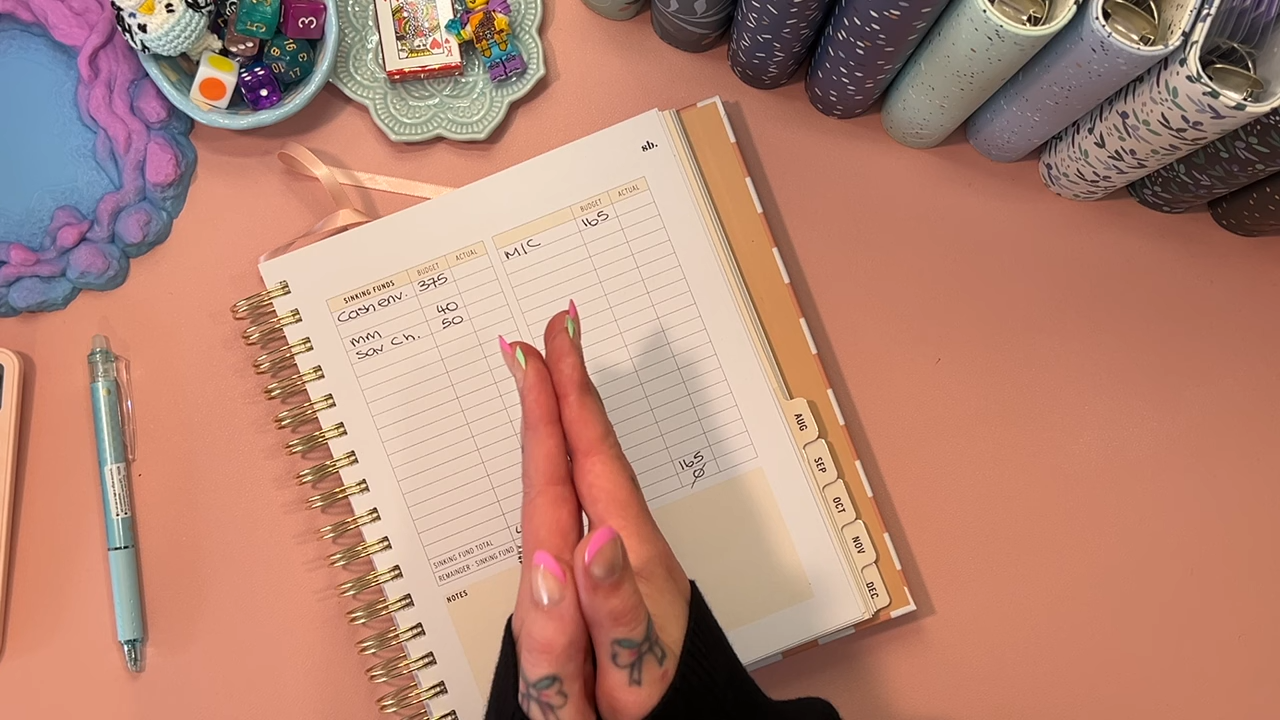 sb.
SINKING FUNDS BUDGET ACTUAL
Cash env. 375
mm 40
Sav ch. 50
SINKING FUND TOTAL
REMAINDER - SINKING FUND
NOTES
BUDGET ACTUAL
M/C 165
165
0
AUG
SEP
OCT
NOV
DEC
3